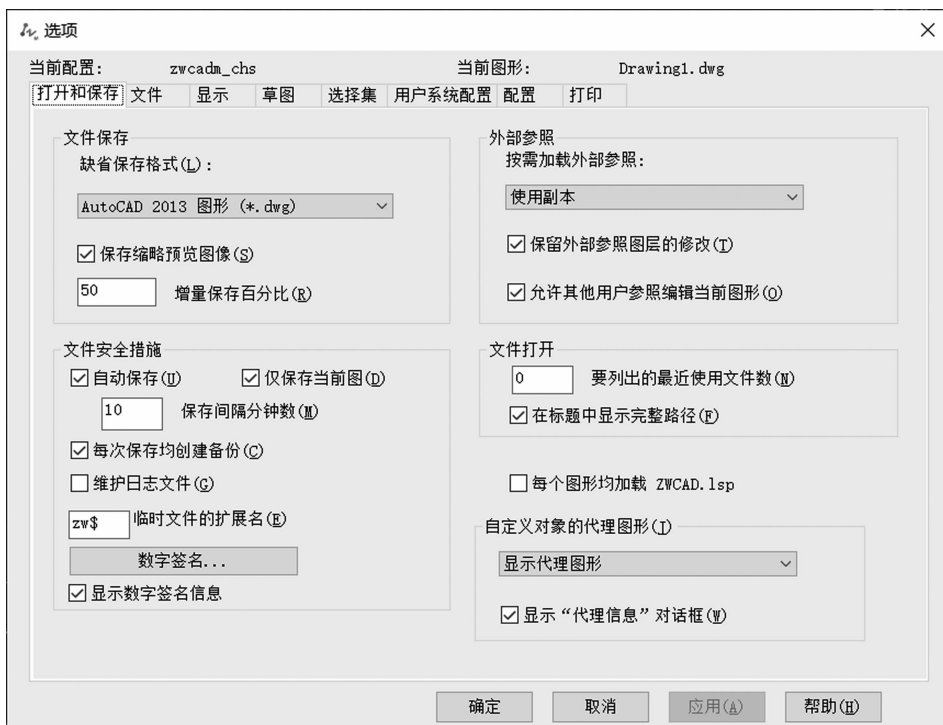 选项
当前配置: zwcadm_chs 当前图形: Drawing1.dwg
打开和保存 文件 显示 草图 选择集 用户系统配置 配置 打印
文件保存
缺省保存格式(L):
AutoCAD 2013 图形 (*.dwg)
保存缩略预览图像(S)
50 增量保存百分比(R)
外部参照
按需加载外部参照:
使用副本
保留外部参照图层的修改(T)
允许其他用户参照编辑当前图形(O)
文件安全措施
自动保存(U) 仅保存当前图(D)
10 保存间隔分钟数(M)
每次保存均创建备份(C)
维护日志文件(G)
zw$ 临时文件的扩展名(E)
数字签名...
显示数字签名信息
文件打开
0 要列出的最近使用文件数(N)
在标题中显示完整路径(F)
每个图形均加载 ZWCAD.lsp
自定义对象的代理图形(J)
显示代理图形
显示“代理信息”对话框(W)
确定 取消 应用(A) 帮助(H)